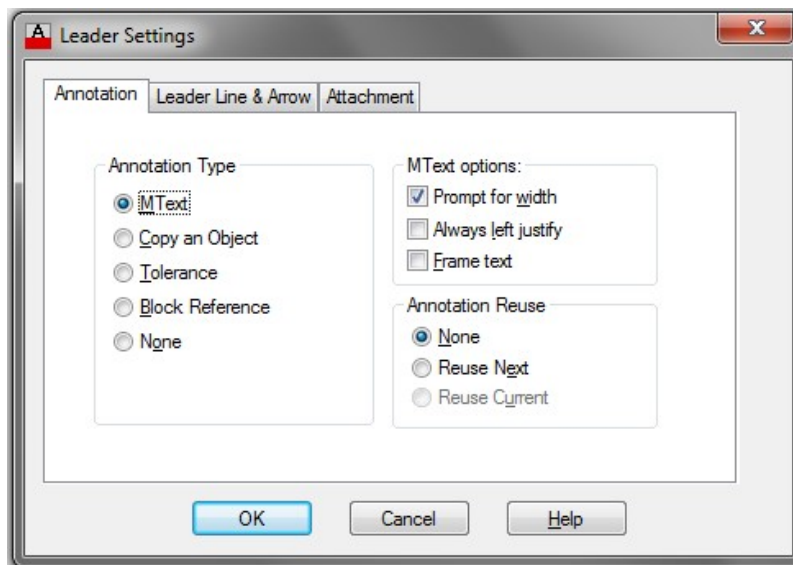 A Leader Settings
Annotation Leader Line & Arrow Attachment
Annotation Type
MText
Copy an Object
Tolerance
Block Reference
None
MText options:
Prompt for width
Always left justify
Frame text
Annotation Reuse
None
Reuse Next
Reuse Current
OK Cancel Help